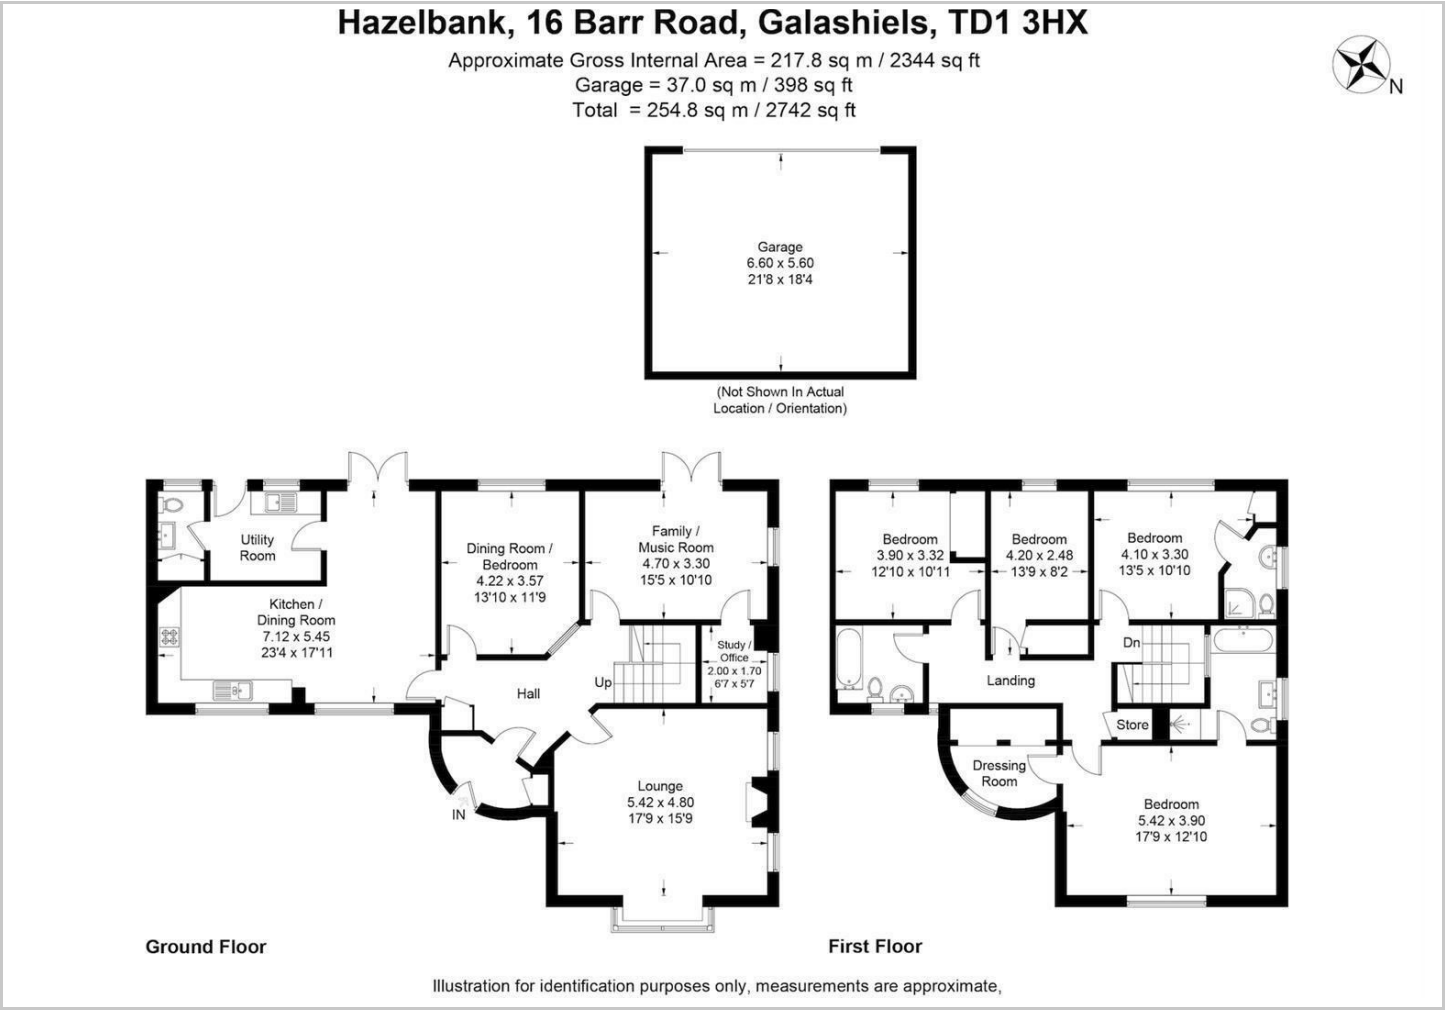 Hazelbank, 16 Barr Road, Galashiels, TD1 3HX
Approximate Gross Internal Area = 217.8 sq m / 2344 sq ft
Garage = 37.0 sq m / 398 sq ft
Total = 254.8 sq m / 2742 sq ft
N
Garage
6.60 x 5.60
21'8 x 18'4
(Not Shown In Actual
Location / Orientation)
Utility
Room
Kitchen /
Dining Room
7.12 x 5.45
23'4 x 17'11
Dining Room /
Bedroom
4.22 x 3.57
13'10 x 11'9
Family /
Music Room
4.70 x 3.30
15'5 x 10'10
Study /
Office
2.00 x 1.70
6'7 x 5'7
Hall
Up
IN
Lounge
5.42 x 4.80
17'9 x 15'9
Ground Floor
Bedroom
3.90 x 3.32
12'10 x 10'11
Bedroom
4.20 x 2.48
13'9 x 8'2
Bedroom
4.10 x 3.30
13'5 x 10'10
Dn
Landing
Store
Dressing
Room
Bedroom
5.42 x 3.90
17'9 x 12'10
First Floor
Illustration for identification purposes only, measurements are approximate,